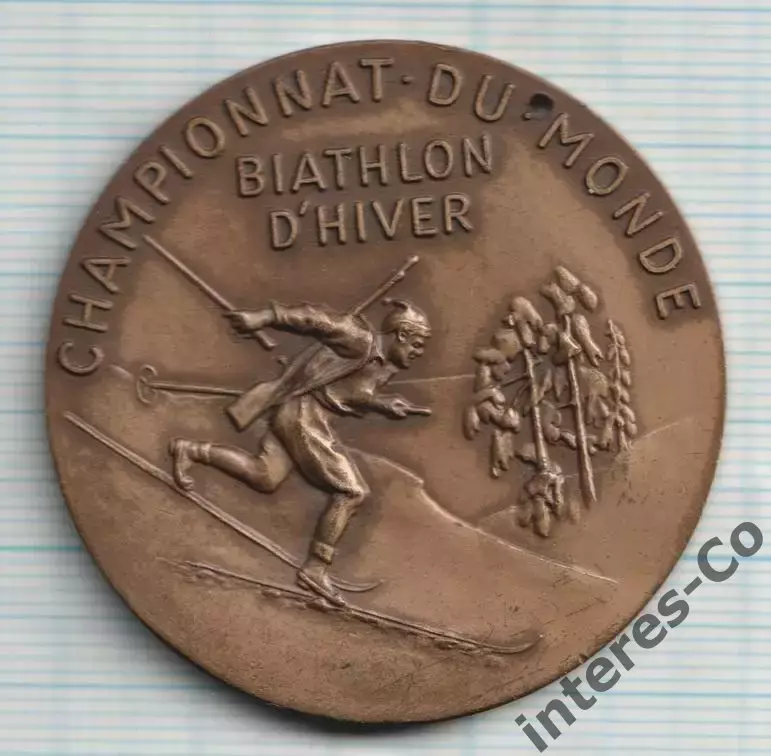 CHAMPIONNAT·DU·MONDE
BIATHLON
D'HIVER
interes-Co